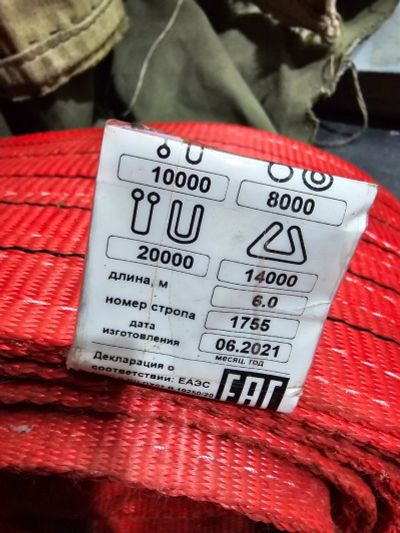 10000 8000
20000 14000
длина, м 6.0
номер стропа 1755
дата
изготовления 06.2021
месяц. год
Декларация о
соответствии: ЕАЭС
EAC